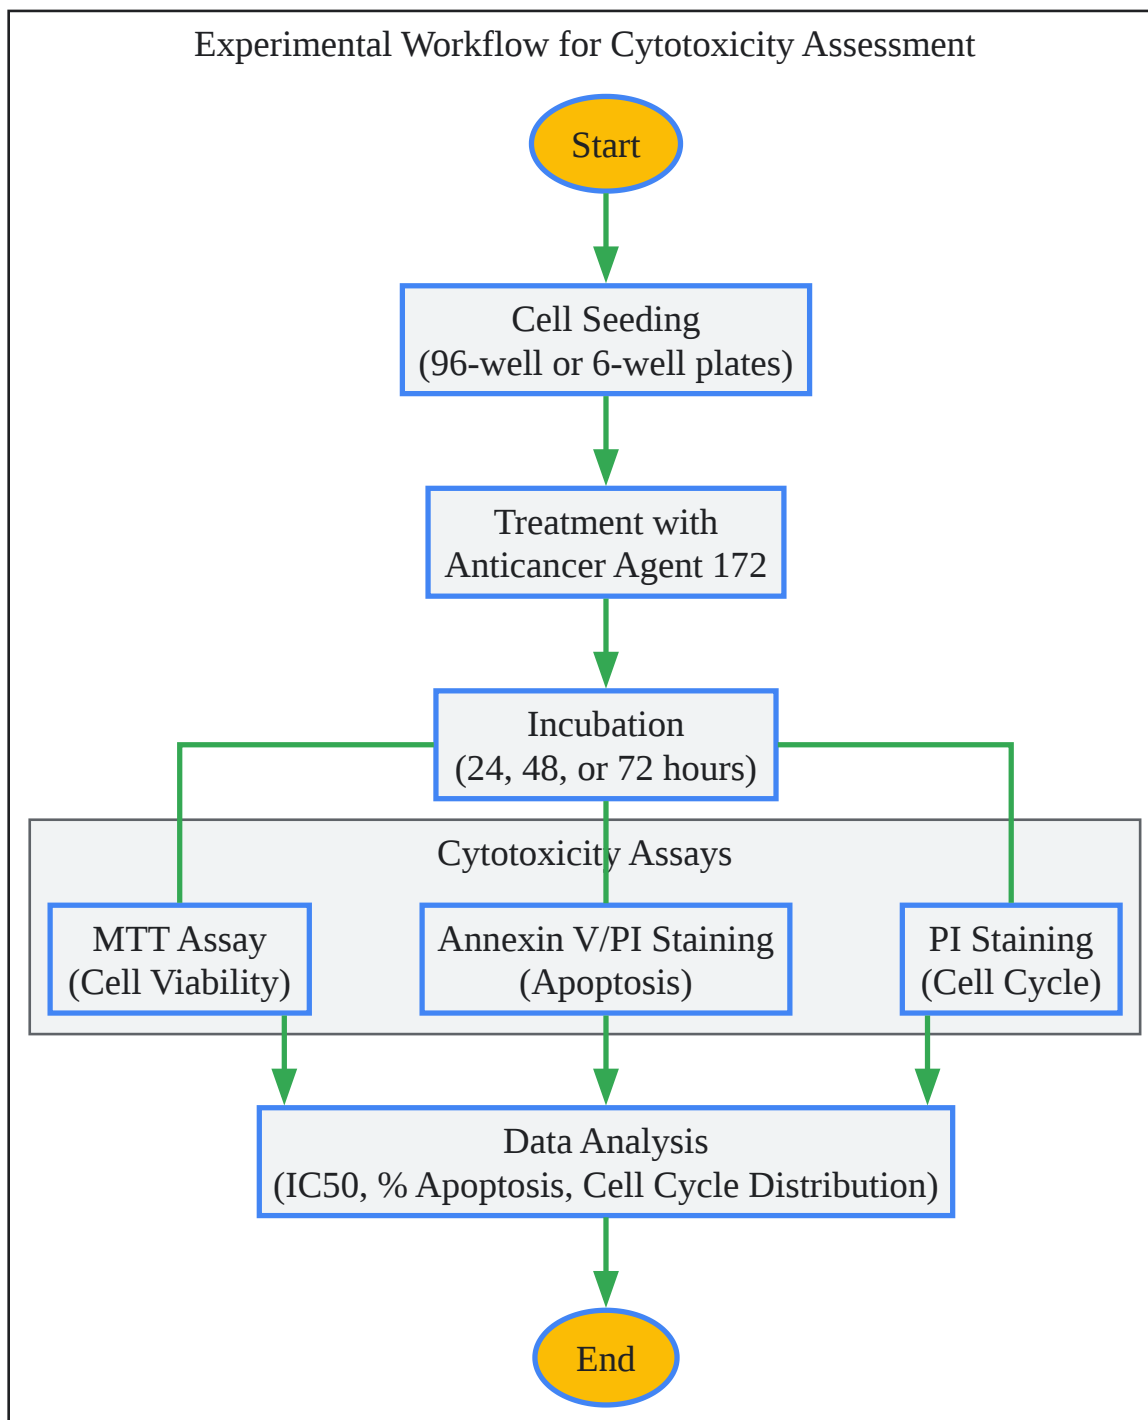 Experimental Workflow for Cytotoxicity Assessment
Start
Cell Seeding
(96-well or 6-well plates)
Treatment with
Anticancer Agent 172
Incubation
(24, 48, or 72 hours)
Cytotoxicity Assays
MTT Assay
(Cell Viability)
Annexin V/PI Staining
(Apoptosis)
PI Staining
(Cell Cycle)
Data Analysis
(IC50, % Apoptosis, Cell Cycle Distribution)
End